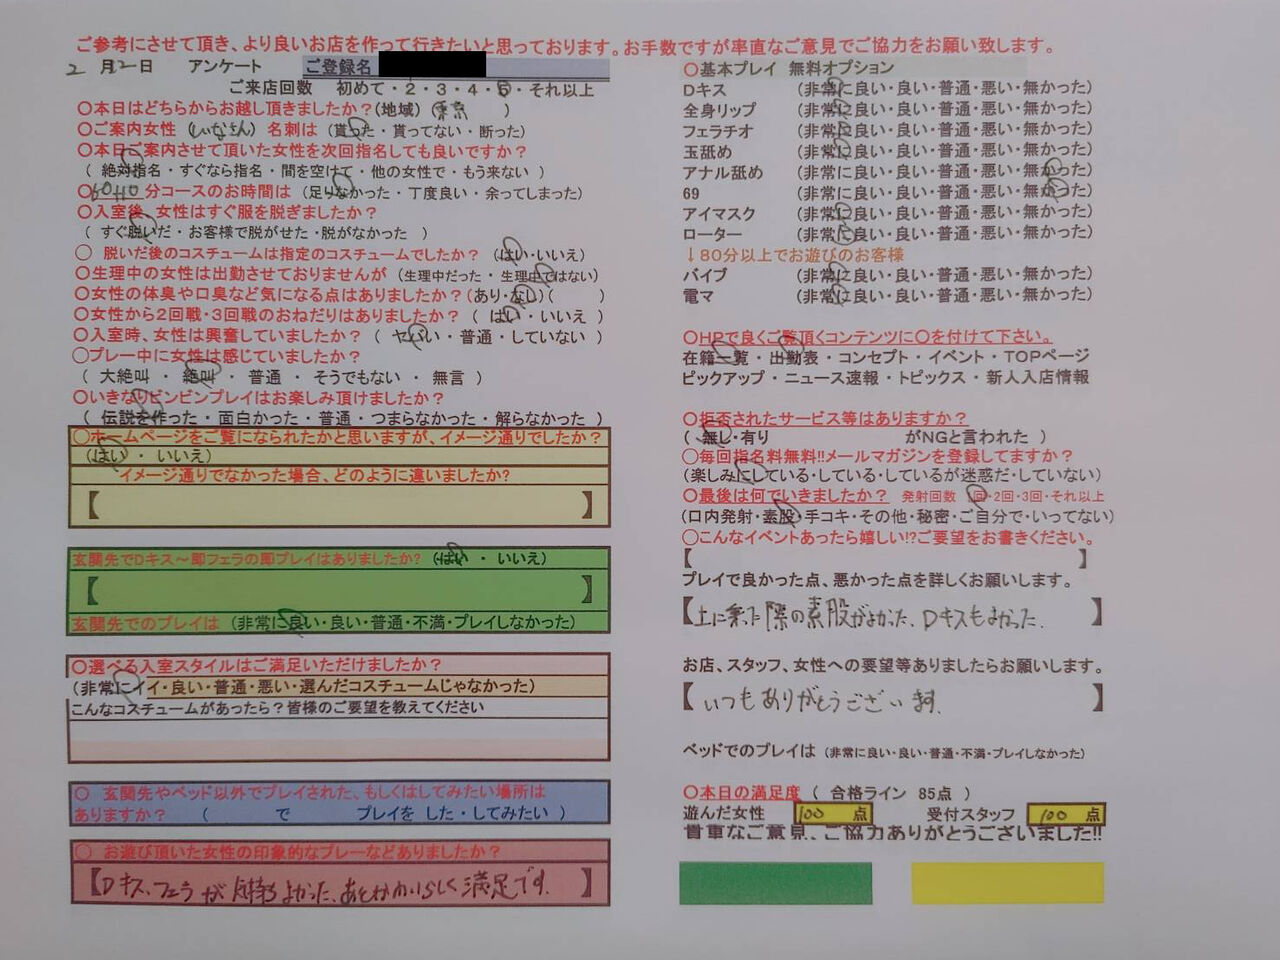 ご参考にさせて頂き、より良いお店を作って行きたいと思っております。お手数ですが率直なご意見でご協力をお願い致します。
2 月2日 アンケート ご登録名
ご来店回数 初めて・2・3・4・5・それ以上
〇本日はどちらからお越し頂きましたか?(地域)( 東京 )
〇ご案内女性 ( ) 名刺は (貰った・貰ってない・断った)
〇本日ご案内させて頂いた女性を次回指名しても良いですか?
( 絶対指名・すぐなら指名・間を空けて・他の女性で・もう来ない )
〇60+10 分コースのお時間は (足りなかった・丁度良い・余ってしまった)
〇入室後、女性はすぐ服を脱ぎましたか?
( すぐ脱いだ・お客様で脱がせた・脱がなかった )
〇 脱いだ後のコスチュームは指定のコスチュームでしたか? (はい・いいえ)
〇生理中の女性は出勤させておりませんが (生理中だった・ 生理中ではない)
〇女性の体臭や口臭など気になる点はありましたか?(あり・なし)( )
〇女性から2回戦・3回戦のおねだりはありましたか? ( はい・いいえ )
〇入室時、女性は興奮していましたか? ( ヤバい・普通・していない )
〇プレー中に女性は感じていましたか?
( 大絶叫 ・ 絶叫 ・ 普通 ・ そうでもない ・ 無言 )
〇いきなりビンビンプレイはお楽しみ頂けましたか?
( 伝説を作った・面白かった・普通・つまらなかった・解らなかった )
〇ホームページをご覧になられたかと思いますが、イメージ通りでしたか?
(はい ・ いいえ)
イメージ通りでなかった場合、どのように違いましたか?
【 】
玄関先でDキス～即フェラの即プレイはありましたか? (はい ・ いいえ)
【 】
玄関先でのプレイは (非常に良い・良い・普通・不満・プレイしなかった)
〇選べる入室スタイルはご満足いただけましたか?
(非常にイイ・良い・普通・悪い・選んだコスチュームじゃなかった)
こんなコスチュームがあったら?皆様のご要望を教えてください
〇 玄関先やベッド以外でプレイされた、もしくはしてみたい場所は
ありますか? ( で プレイを した・してみたい )
〇 お遊び頂いた女性の印象的なプレーなどありましたか?
【Dキス、フェラが気持ちよかった、あとかわいらしく満足です.】
〇基本プレイ 無料オプション
Dキス (非常に良い・良い・普通・悪い・無かった)
全身リップ (非常に良い・良い・普通・悪い・無かった)
フェラチオ (非常に良い・良い・普通・悪い・無かった)
玉舐め (非常に良い・良い・普通・悪い・無かった)
アナル舐め (非常に良い・良い・普通・悪い・無かった)
69 (非常に良い・良い・普通・悪い・無かった)
アイマスク (非常に良い・良い・普通・悪い・無かった)
ローター (非常に良い・良い・普通・悪い・無かった)
↓80分以上でお遊びのお客様
バイブ (非常に良い・良い・普通・悪い・無かった)
電マ (非常に良い・良い・普通・悪い・無かった)
〇HPで良くご覧頂くコンテンツに〇を付けて下さい。
在籍一覧・出勤表・コンセプト・イベント・TOPページ
ピックアップ・ニュース速報・トピックス・新人入店情報
〇拒否されたサービス等はありますか?
( 無し・有り がNGと言われた )
〇毎回指名料無料!!メールマガジンを登録してますか?
(楽しみにしている・している・しているが迷惑だ・していない)
〇最後は何でいきましたか? 発射回数 1回・2回・3回・それ以上
(口内発射・素股・手コキ・その他・秘密・ご自分で・いってない)
〇こんなイベントあったら嬉しい!?ご要望をお書きください。
【 】
プレイで良かった点、悪かった点を詳しくお願いします。
【上に乗った際の素股がよかった、Dキスもよかった.】
お店、スタッフ、女性への要望等ありましたらお願いします。
【いつもありがとうございます.】
ベッドでのプレイは (非常に良い・良い・普通・不満・プレイしなかった)
〇本日の満足度 ( 合格ライン 85点 )
遊んだ女性 100 点 受付スタッフ 100 点
貴重なご意見、ご協力ありがとうございました!!